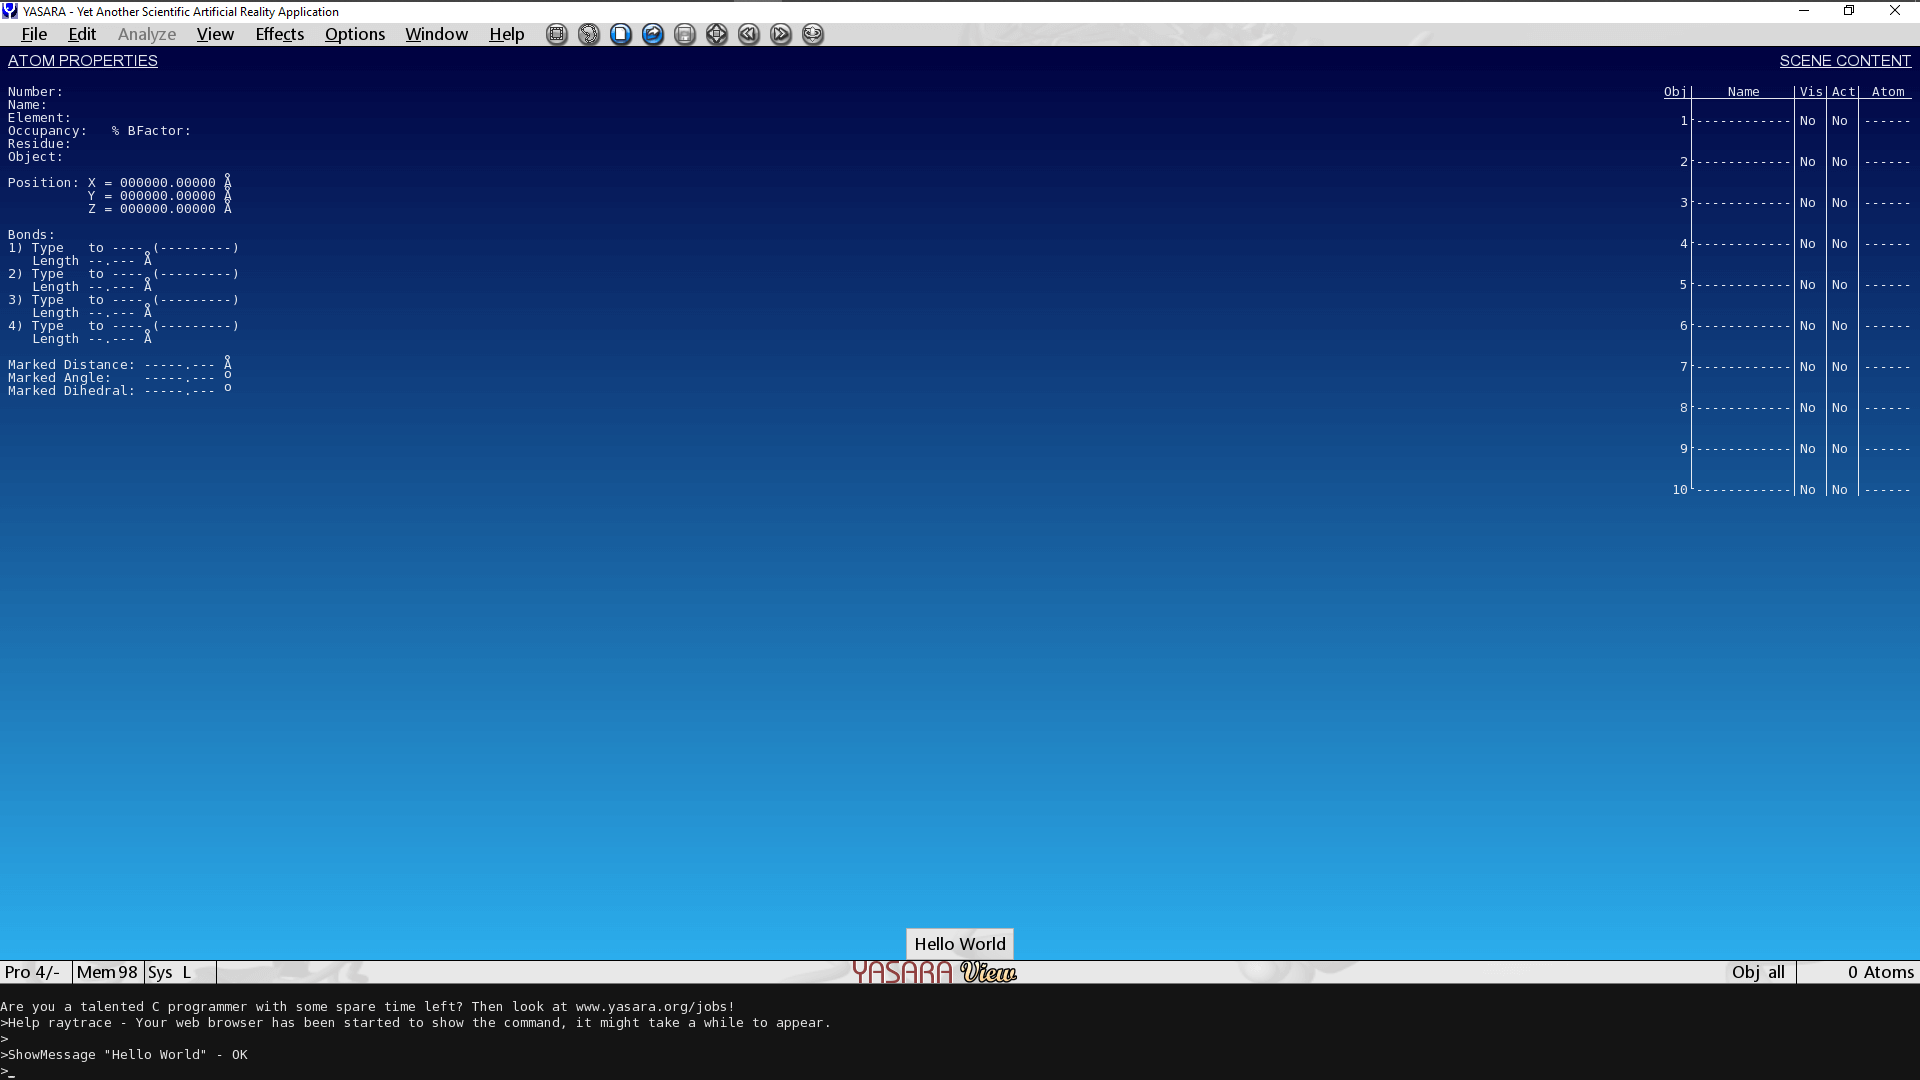 YASARA - Yet Another Scientific Artificial Reality Application
File Edit Analyze View Effects Options Window Help
ATOM PROPERTIES
Number:
Name:
Element:
Occupancy:   % BFactor:
Residue:
Object:
Position: X = 000000.00000 Å
Y = 000000.00000 Å
Z = 000000.00000 Å
Bonds:
1) Type   to ---- (---------)
Length --.--- Å
2) Type   to ---- (---------)
Length --.--- Å
3) Type   to ---- (---------)
Length --.--- Å
4) Type   to ---- (---------)
Length --.--- Å
Marked Distance: -----.--- Å
Marked Angle:    -----.--- o
Marked Dihedral: -----.--- o
SCENE CONTENT
Obj Name Vis Act Atom
1 ------------ No No ------
2 ------------ No No ------
3 ------------ No No ------
4 ------------ No No ------
5 ------------ No No ------
6 ------------ No No ------
7 ------------ No No ------
8 ------------ No No ------
9 ------------ No No ------
10 ------------ No No ------
Hello World
Pro 4/- Mem 98 Sys L YASARA View Obj all 0 Atoms
Are you a talented C programmer with some spare time left? Then look at www.yasara.org/jobs!
>Help raytrace - Your web browser has been started to show the command, it might take a while to appear.
>
>ShowMessage "Hello World" - OK
>_